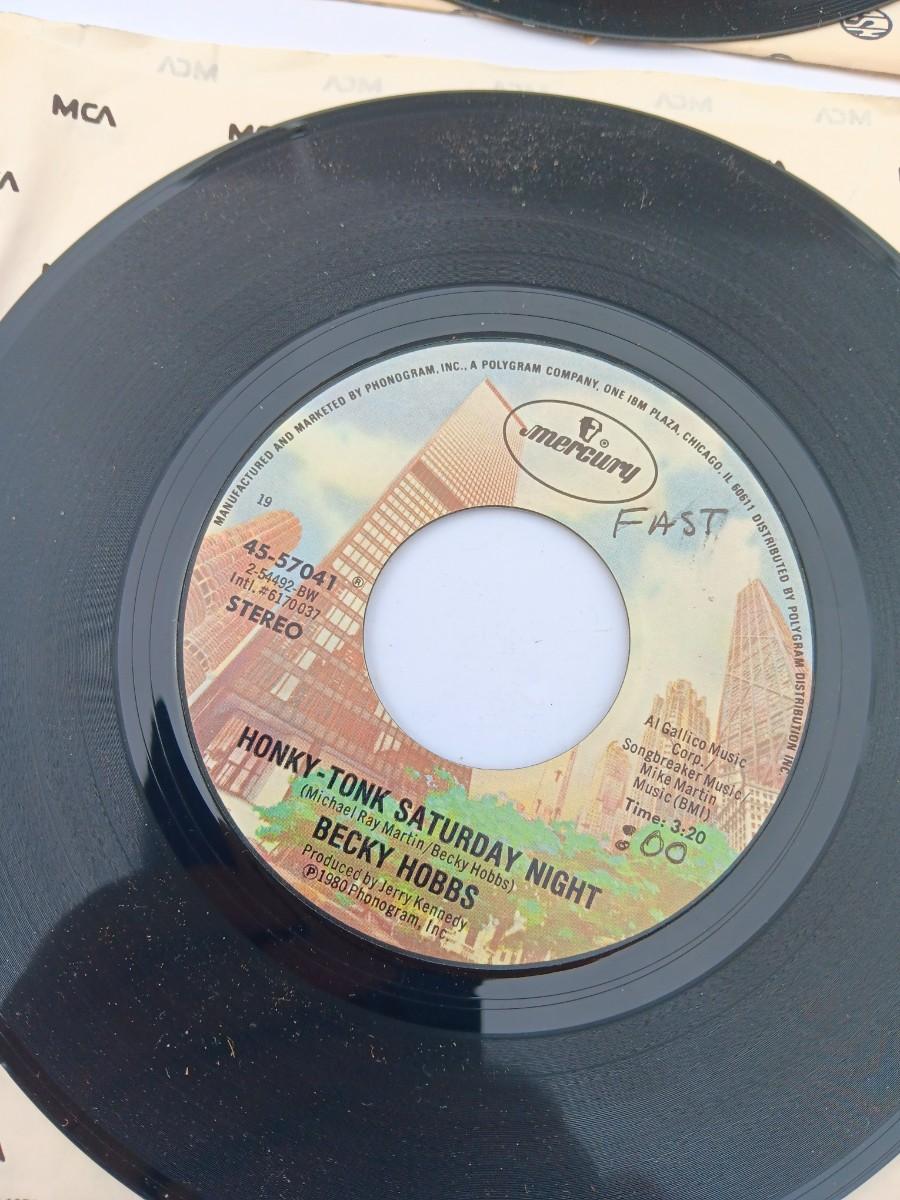 MCA
MANUFACTURED AND MARKETED BY PHONOGRAM, INC., A POLYGRAM COMPANY, ONE IBM PLAZA, CHICAGO, IL 60611 DISTRIBUTED BY POLYGRAM DISTRIBUTION INC.
mercury®
FAST
19
45-57041 ®
2-54492-BW
Intl. #6170037
STEREO
Al Gallico Music
Corp./
Songbreaker Music/
Mike Martin
Music (BMI)
Time: 3:20
:00
HONKY-TONK SATURDAY NIGHT
(Michael Ray Martin/Becky Hobbs)
BECKY HOBBS
Produced by Jerry Kennedy
℗1980 Phonogram, Inc.